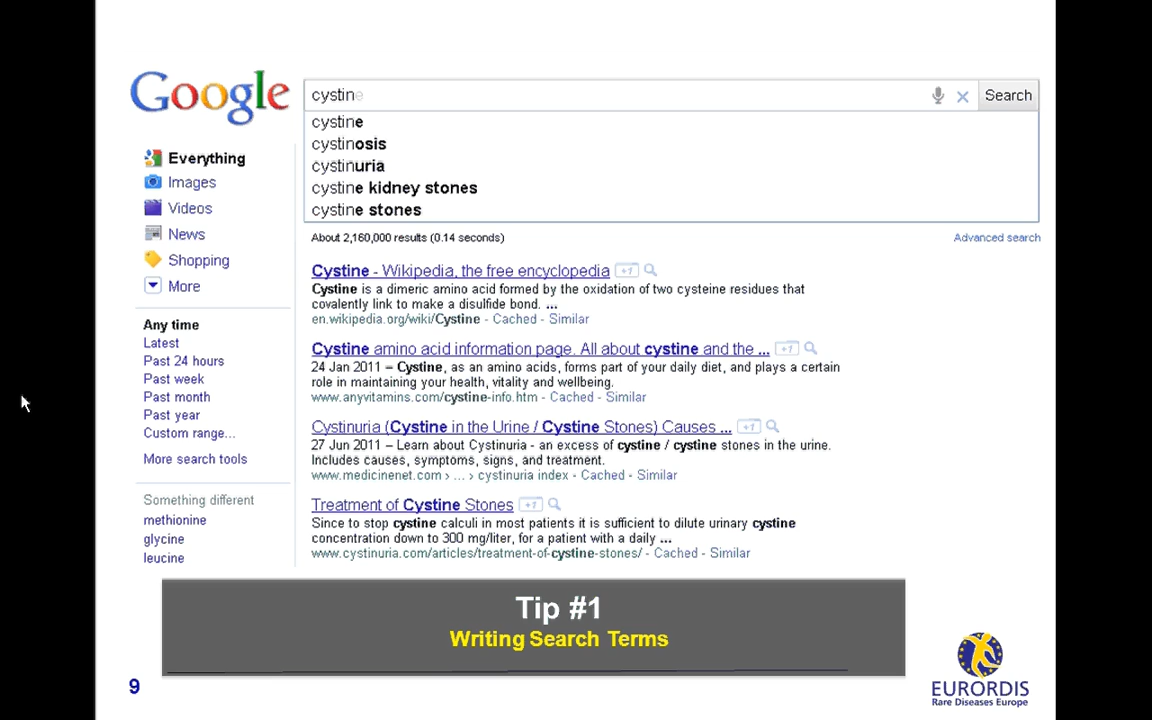 Google
cystine
Search
cystine
cystinosis
cystinuria
cystine kidney stones
cystine stones
Everything
Images
Videos
News
Shopping
More
Any time
Latest
Past 24 hours
Past week
Past month
Past year
Custom range...
More search tools
Something different
methionine
glycine
leucine
About 2,160,000 results (0.14 seconds)
Advanced search
Cystine - Wikipedia, the free encyclopedia +1
Cystine is a dimeric amino acid formed by the oxidation of two cysteine residues that
covalently link to make a disulfide bond. ...
en.wikipedia.org/wiki/Cystine - Cached - Similar
Cystine amino acid information page. All about cystine and the ... +1
24 Jan 2011 – Cystine, as an amino acids, forms part of your daily diet, and plays a certain
role in maintaining your health, vitality and wellbeing.
www.anyvitamins.com/cystine-info.htm - Cached - Similar
Cystinuria (Cystine in the Urine / Cystine Stones) Causes ... +1
27 Jun 2011 – Learn about Cystinuria - an excess of cystine / cystine stones in the urine.
Includes causes, symptoms, signs, and treatment.
www.medicinenet.com › ... › cystinuria index - Cached - Similar
Treatment of Cystine Stones +1
Since to stop cystine calculi in most patients it is sufficient to dilute urinary cystine
concentration down to 300 mg/liter, for a patient with a daily ...
www.cystinuria.com/articles/treatment-of-cystine-stones/ - Cached - Similar
Tip #1
Writing Search Terms
9
EURORDIS
Rare Diseases Europe